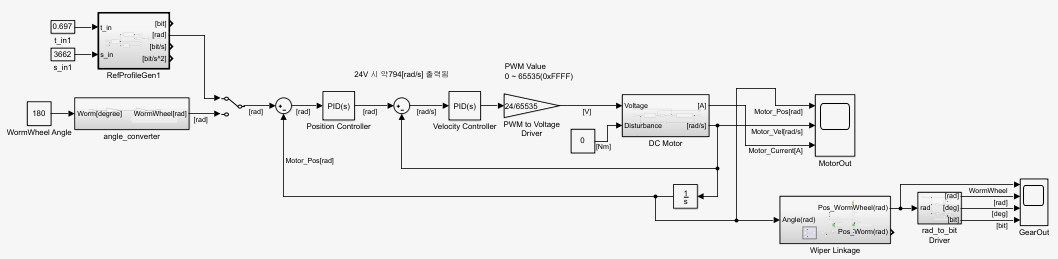 0.697
t_in1
3662
s_in1
t_in
s_in
[bit]
[rad]
[bit/s]
[bit/s^2]
RefProfileGen1
180
WormWheel Angle
Worm[degree]
WormWheel[rad]
angle_converter
[rad]
[rad]
[rad]
PID(s)
Position Controller
24V 시 약794[rad/s] 출력됨
[rad]
[rad/s]
PID(s)
Velocity Controller
PWM Value
0 ~ 65535(0xFFFF)
24/65535
PWM to Voltage
Driver
[V]
0
[Nm]
Voltage
Disturbance
[A]
[rad/s]
DC Motor
Motor_Pos[rad]
Motor_Vel[rad/s]
Motor_Current[A]
MotorOut
Motor_Pos[rad]
1
s
Angle(rad)
Pos_WormWheel(rad)
Pos_Worm(rad)
Wiper Linkage
rad
[rad]
[deg]
[bit]
rad_to_bit
Driver
WormWheel
[rad]
[deg]
[bit]
GearOut